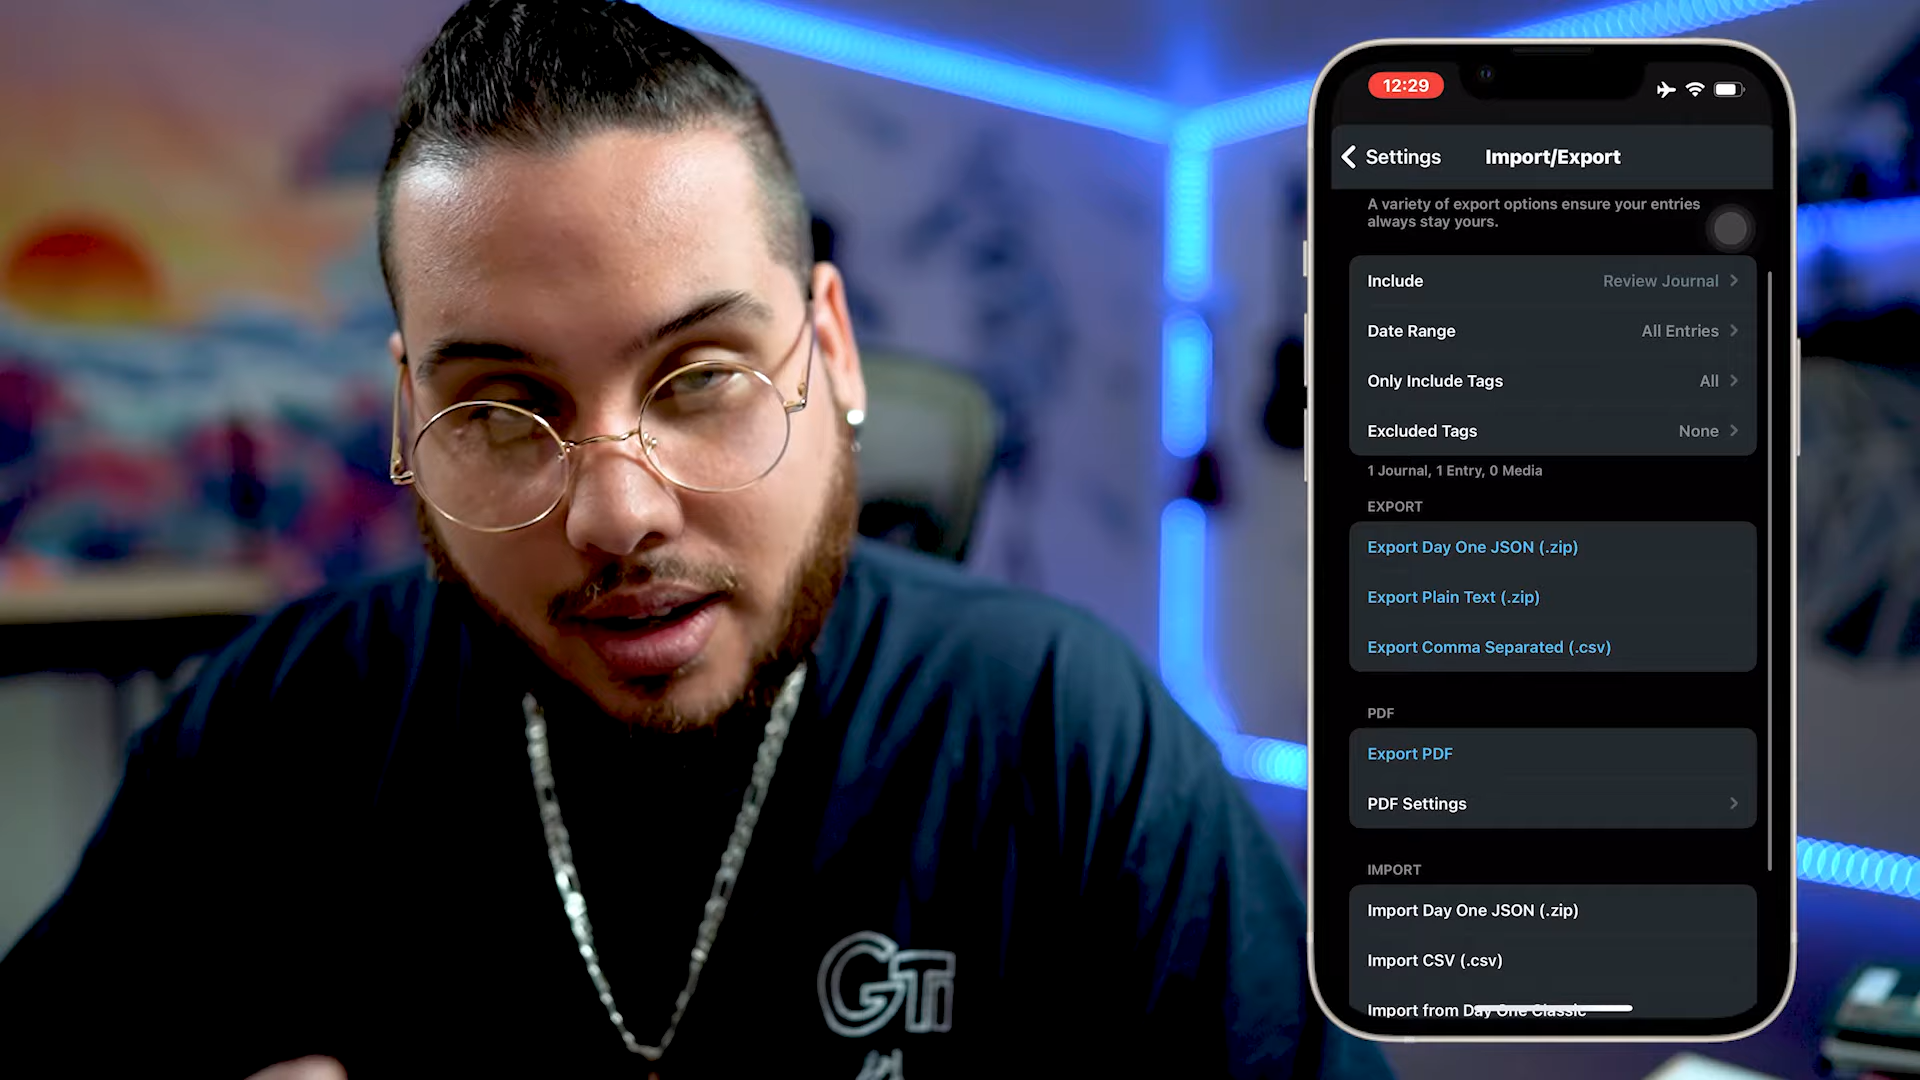 12:29
Settings
Import/Export
A variety of export options ensure your entries
always stay yours.
Include Review Journal
Date Range All Entries
Only Include Tags All
Excluded Tags None
1 Journal, 1 Entry, 0 Media
EXPORT
Export Day One JSON (.zip)
Export Plain Text (.zip)
Export Comma Separated (.csv)
PDF
Export PDF
PDF Settings
IMPORT
Import Day One JSON (.zip)
Import CSV (.csv)
Import from Day One Classic
GTi